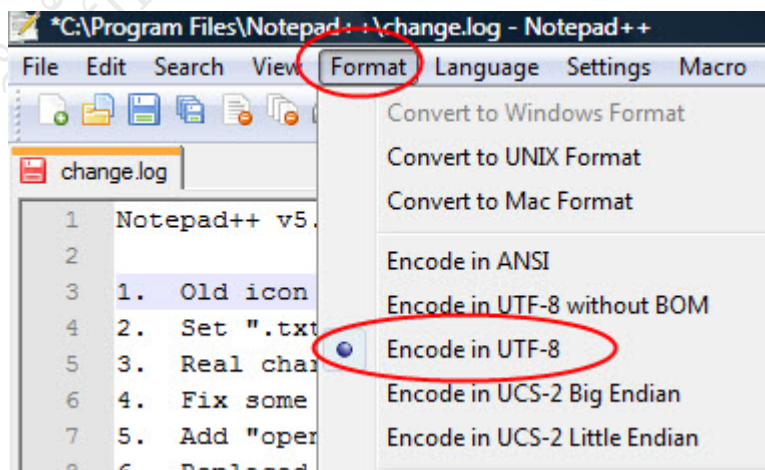 *C:\Program Files\Notepad++\change.log - Notepad++
File Edit Search View Format Language Settings Macro
Convert to Windows Format
Convert to UNIX Format
Convert to Mac Format
Encode in ANSI
Encode in UTF-8 without BOM
Encode in UTF-8
Encode in UCS-2 Big Endian
Encode in UCS-2 Little Endian
change.log
1 Notepad++ v5.
2
3 1. Old icon
4 2. Set ".txt
5 3. Real char
6 4. Fix some
7 5. Add "open